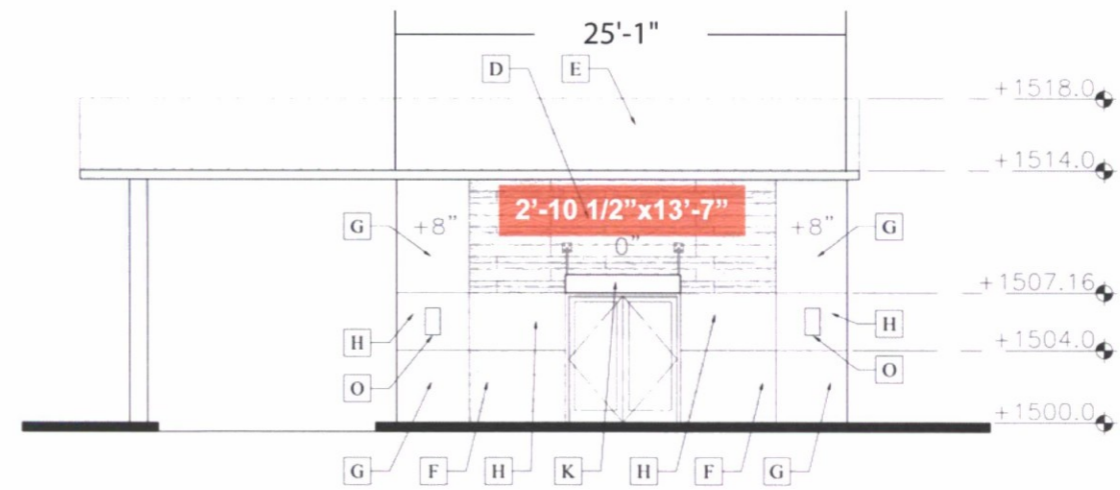 25'-1"
D
E
+1518.0
+1514.0
2'-10 1/2"x13'-7"
G
+8"
0"
+8"
G
+1507.16
H
H
+1504.0
O
O
+1500.0
G
F
H
K
H
F
G